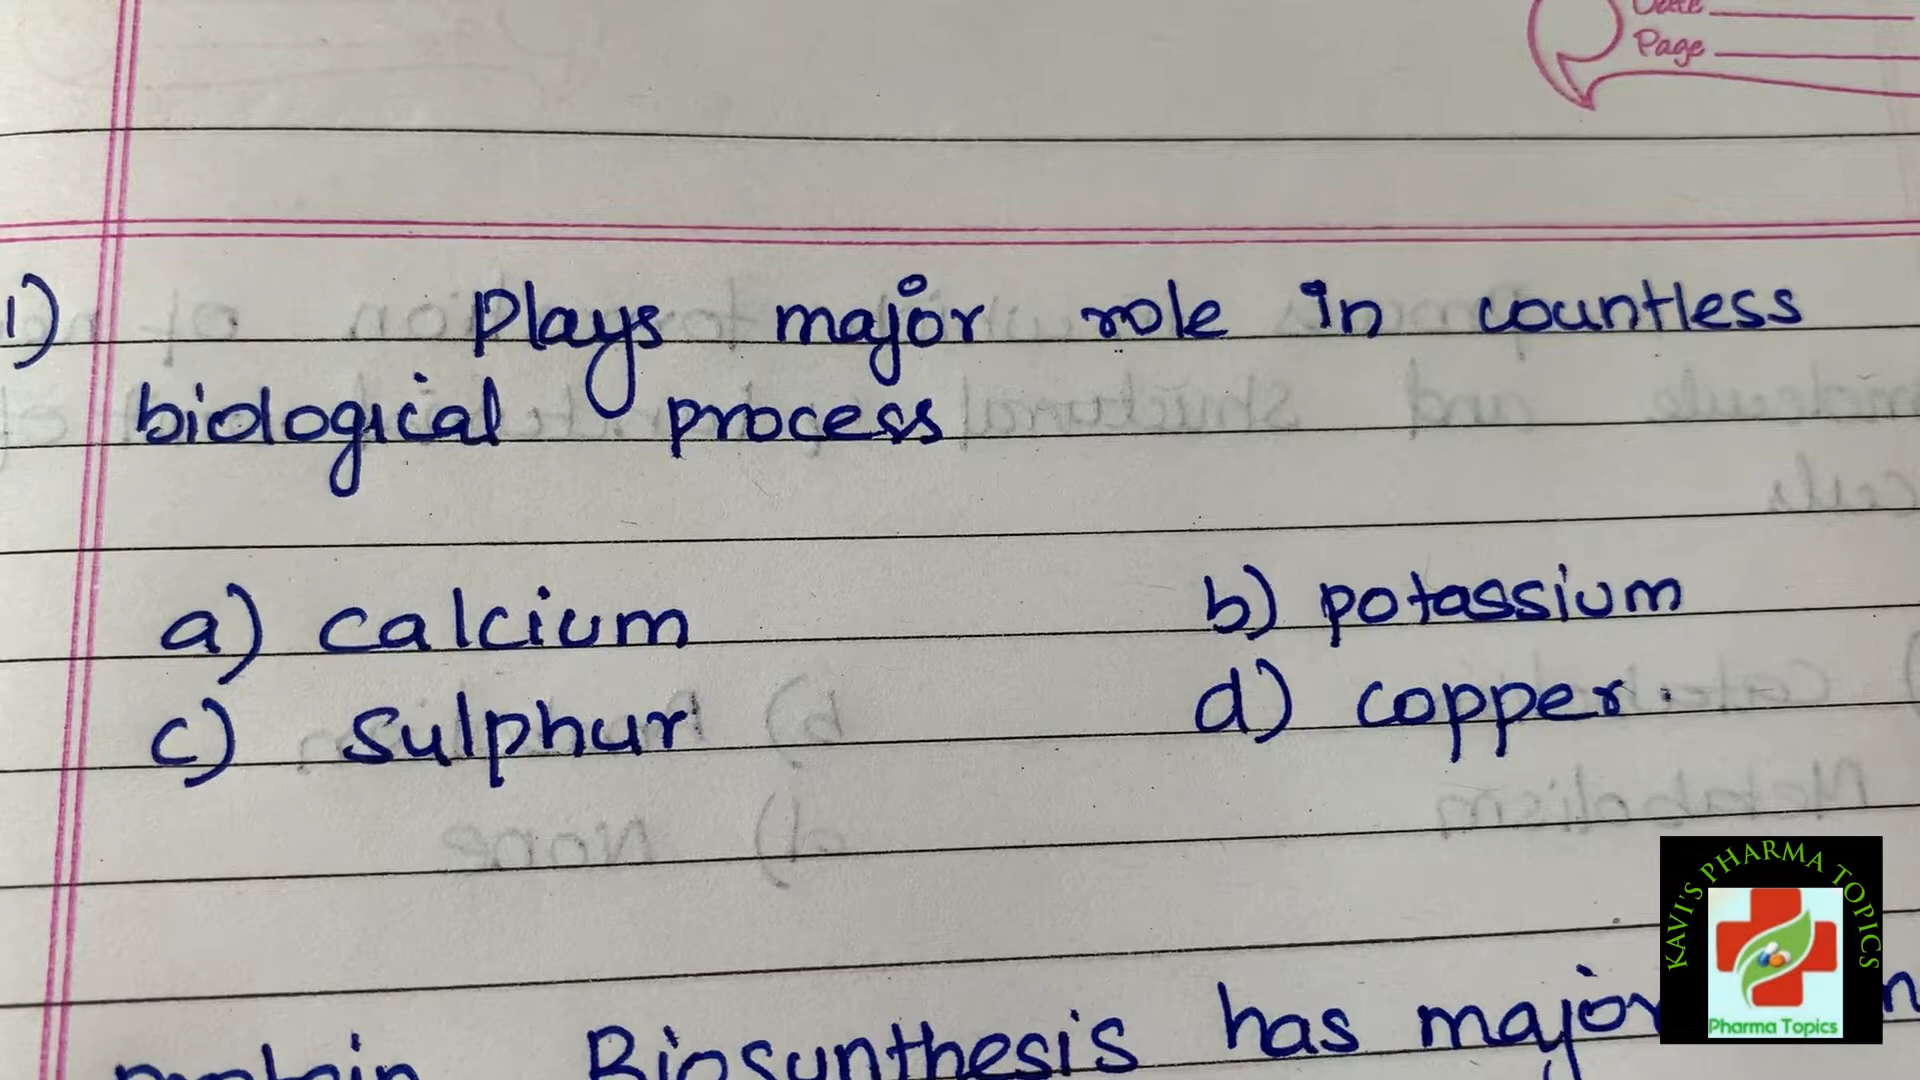 Date
Page
1) Plays major role in countless
biological process
a) calcium b) potassium
c) sulphur d) copper.
protein Biosynthesis has major
KAVI'S PHARMA TOPICS
Pharma Topics